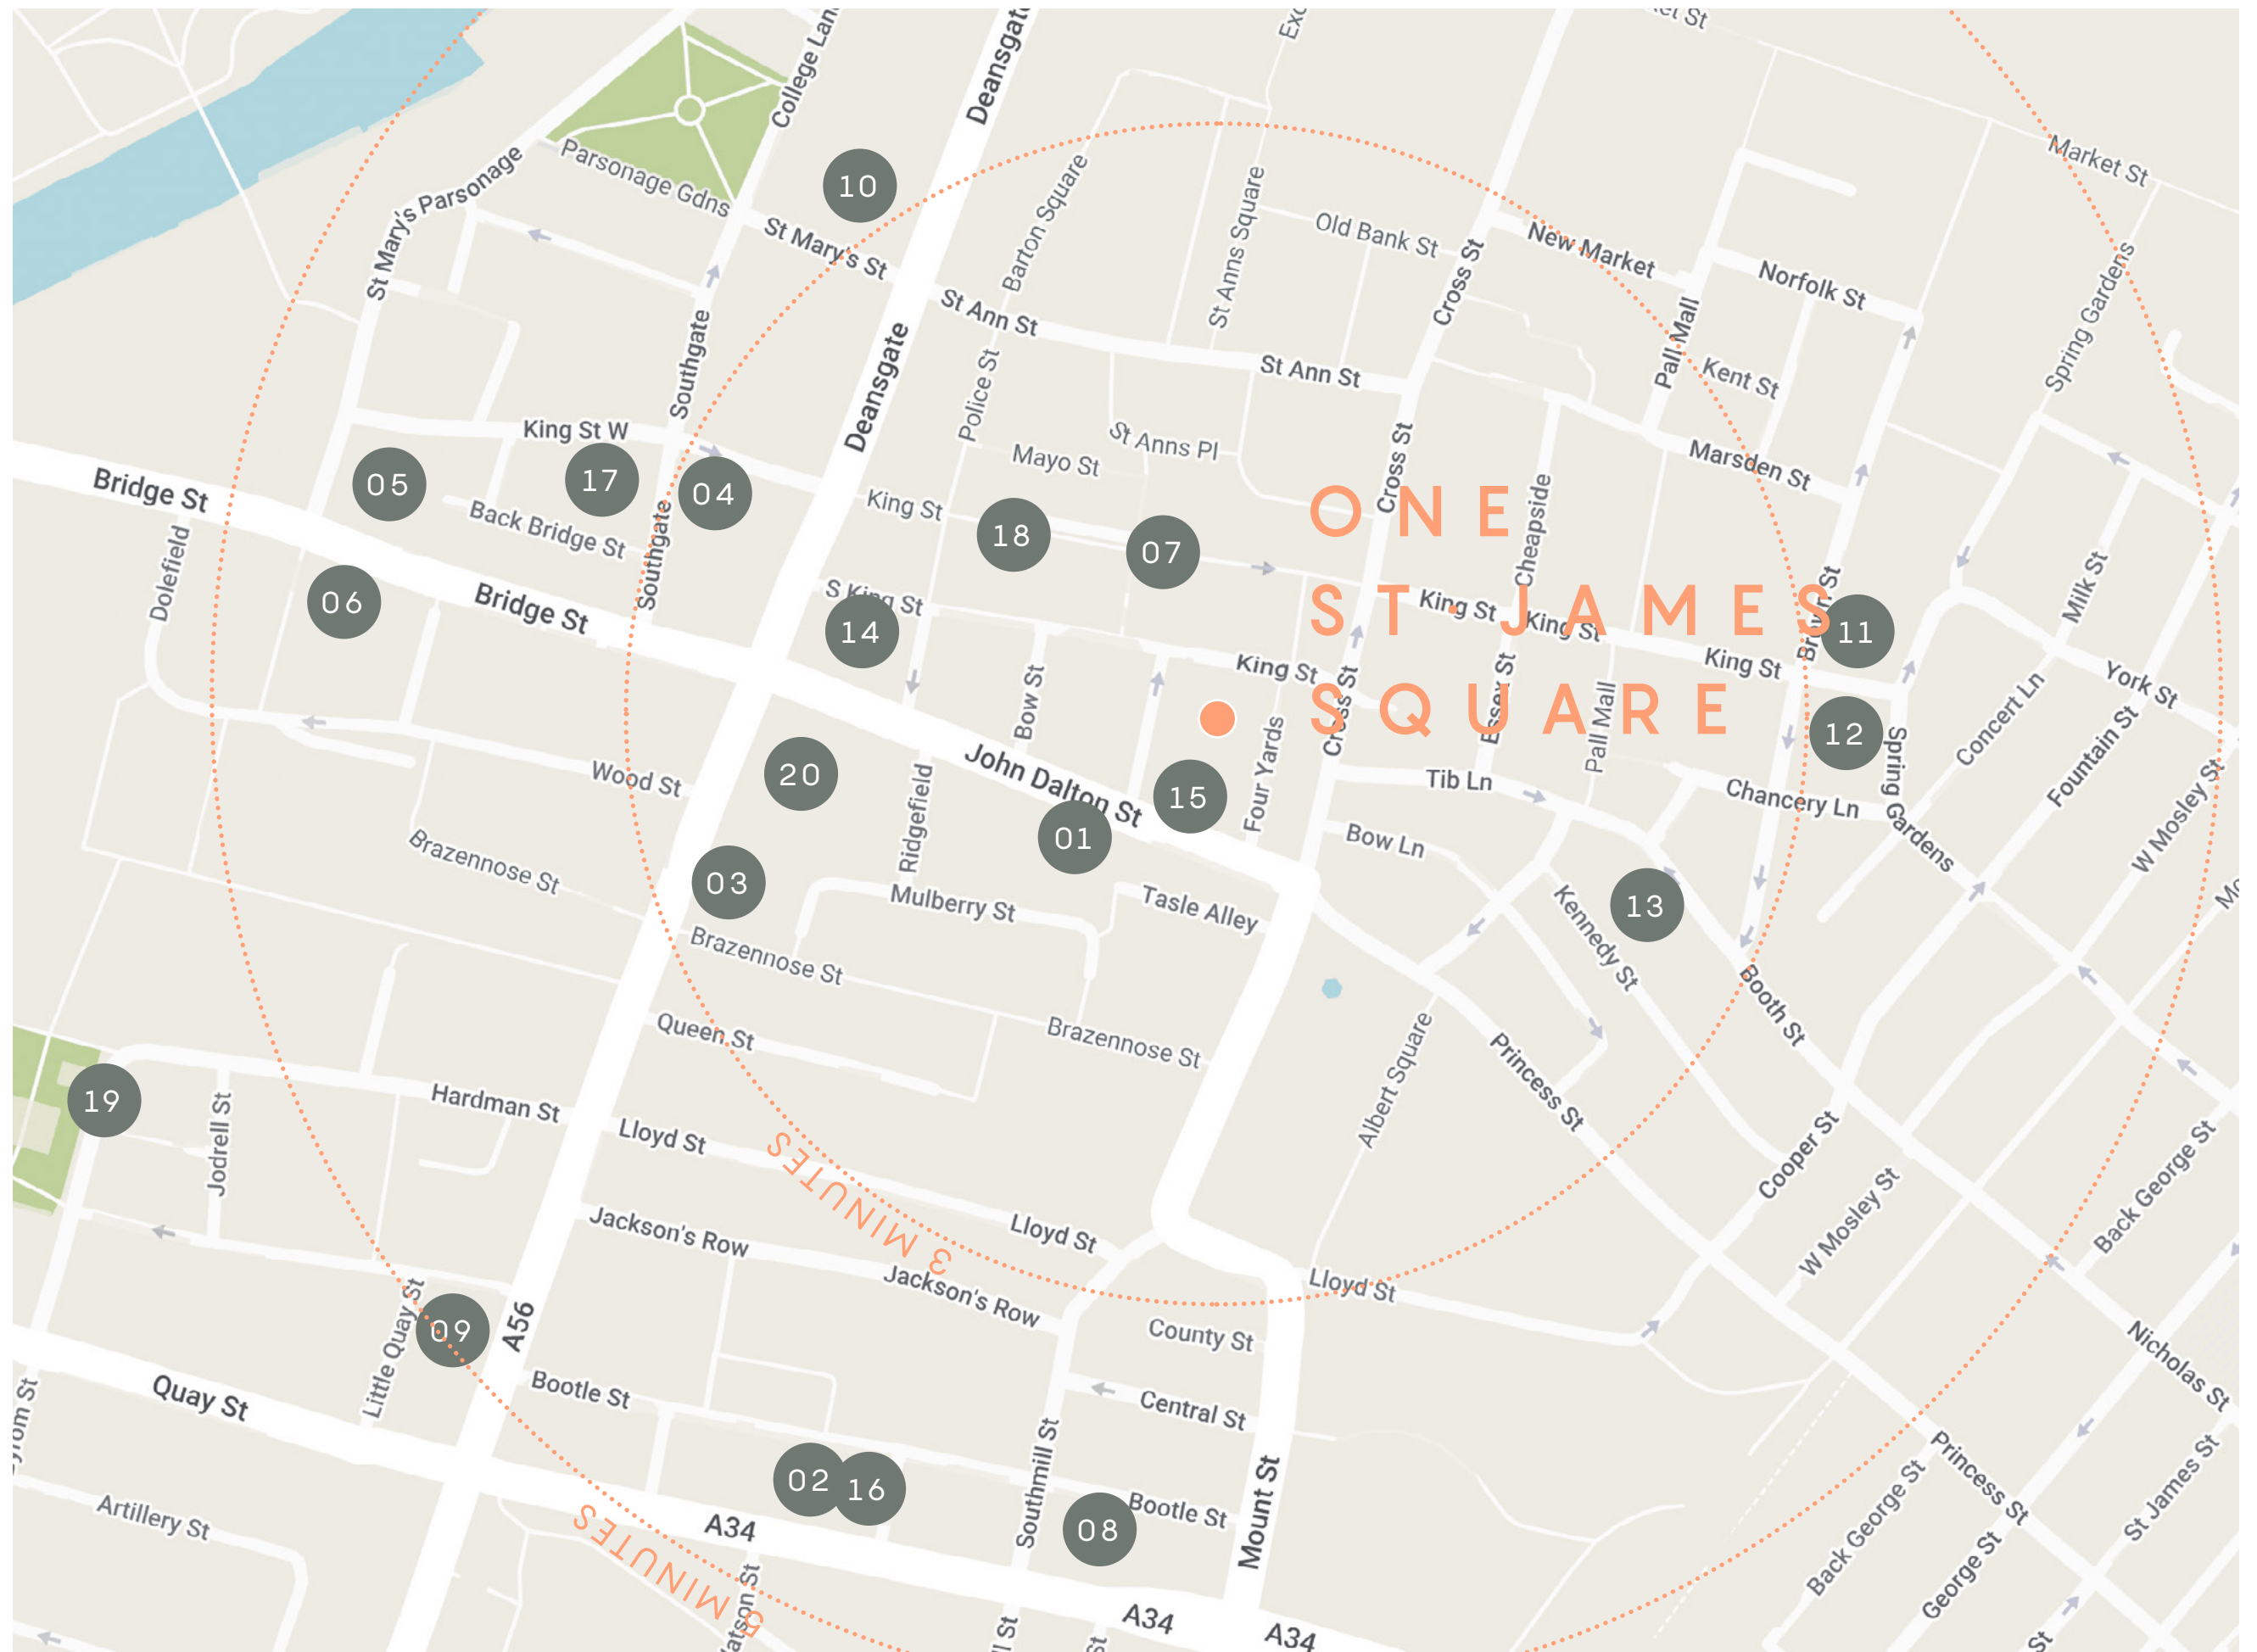 Deansgate
College Lan
Market St
10
Parsonage Gdns
St Mary's Parsonage
St Mary's St
Barton Square
St Anns Square
Old Bank St
Cross St
New Market
Norfolk St
Spring Gardens
St Ann St
St Ann St
Pall Mall
Kent St
Southgate
Deansgate
Police St
King St W
Mayo St
St Anns Pl
Cross St
Marsden St
Bridge St
05
17
04
King St
18
07
ONE
Cheapside
Back Bridge St
Southgate
Dolefield
06
Bridge St
S King St
14
ST. JAMES
King St
King St
Brown St
11
Milk St
SQUARE
King St
Bow St
King St
Four Yards
Cross St
Essex St
Pall Mall
12
Spring Gardens
Concert Ln
York St
Fountain St
W Mosley St
Wood St
20
John Dalton St
15
01
Ridgefield
Tib Ln
Chancery Ln
Bow Ln
Brazennose St
03
Mulberry St
Tasle Alley
Kennedy St
13
Brazennose St
Booth St
Queen St
Brazennose St
Albert Square
Princess St
19
Jodrell St
Hardman St
Lloyd St
3 MINUTES
Cooper St
W Mosley St
Back George St
Jackson's Row
Lloyd St
Jackson's Row
Lloyd St
County St
Little Quay St
09
A56
Nicholas St
Quay St
Bootle St
Central St
Southmill St
Mount St
Princess St
Back George St
St James St
George St
02
16
08
Bootle St
Artillery St
A34
5 MINUTES
A34
A34